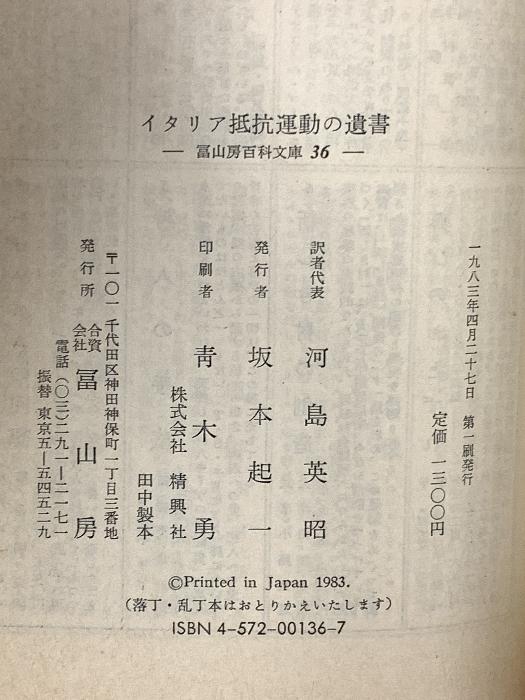 イタリア抵抗運動の遺書
― 冨山房百科文庫 36 ―
一九八三年四月二十七日 第一刷発行
定価 一三〇〇円
訳者代表 河島英昭
発行者 坂本起一
印刷者 青木勇
株式会社 精興社
田中製本
〒一〇一 千代田区神田神保町一丁目三番地
発行所 合資会社 冨山房
電話(〇三)二九一―二一七一
振替 東京五―五四五二九
©Printed in Japan 1983.
(落丁・乱丁本はおとりかえいたします)
ISBN 4-572-00136-7